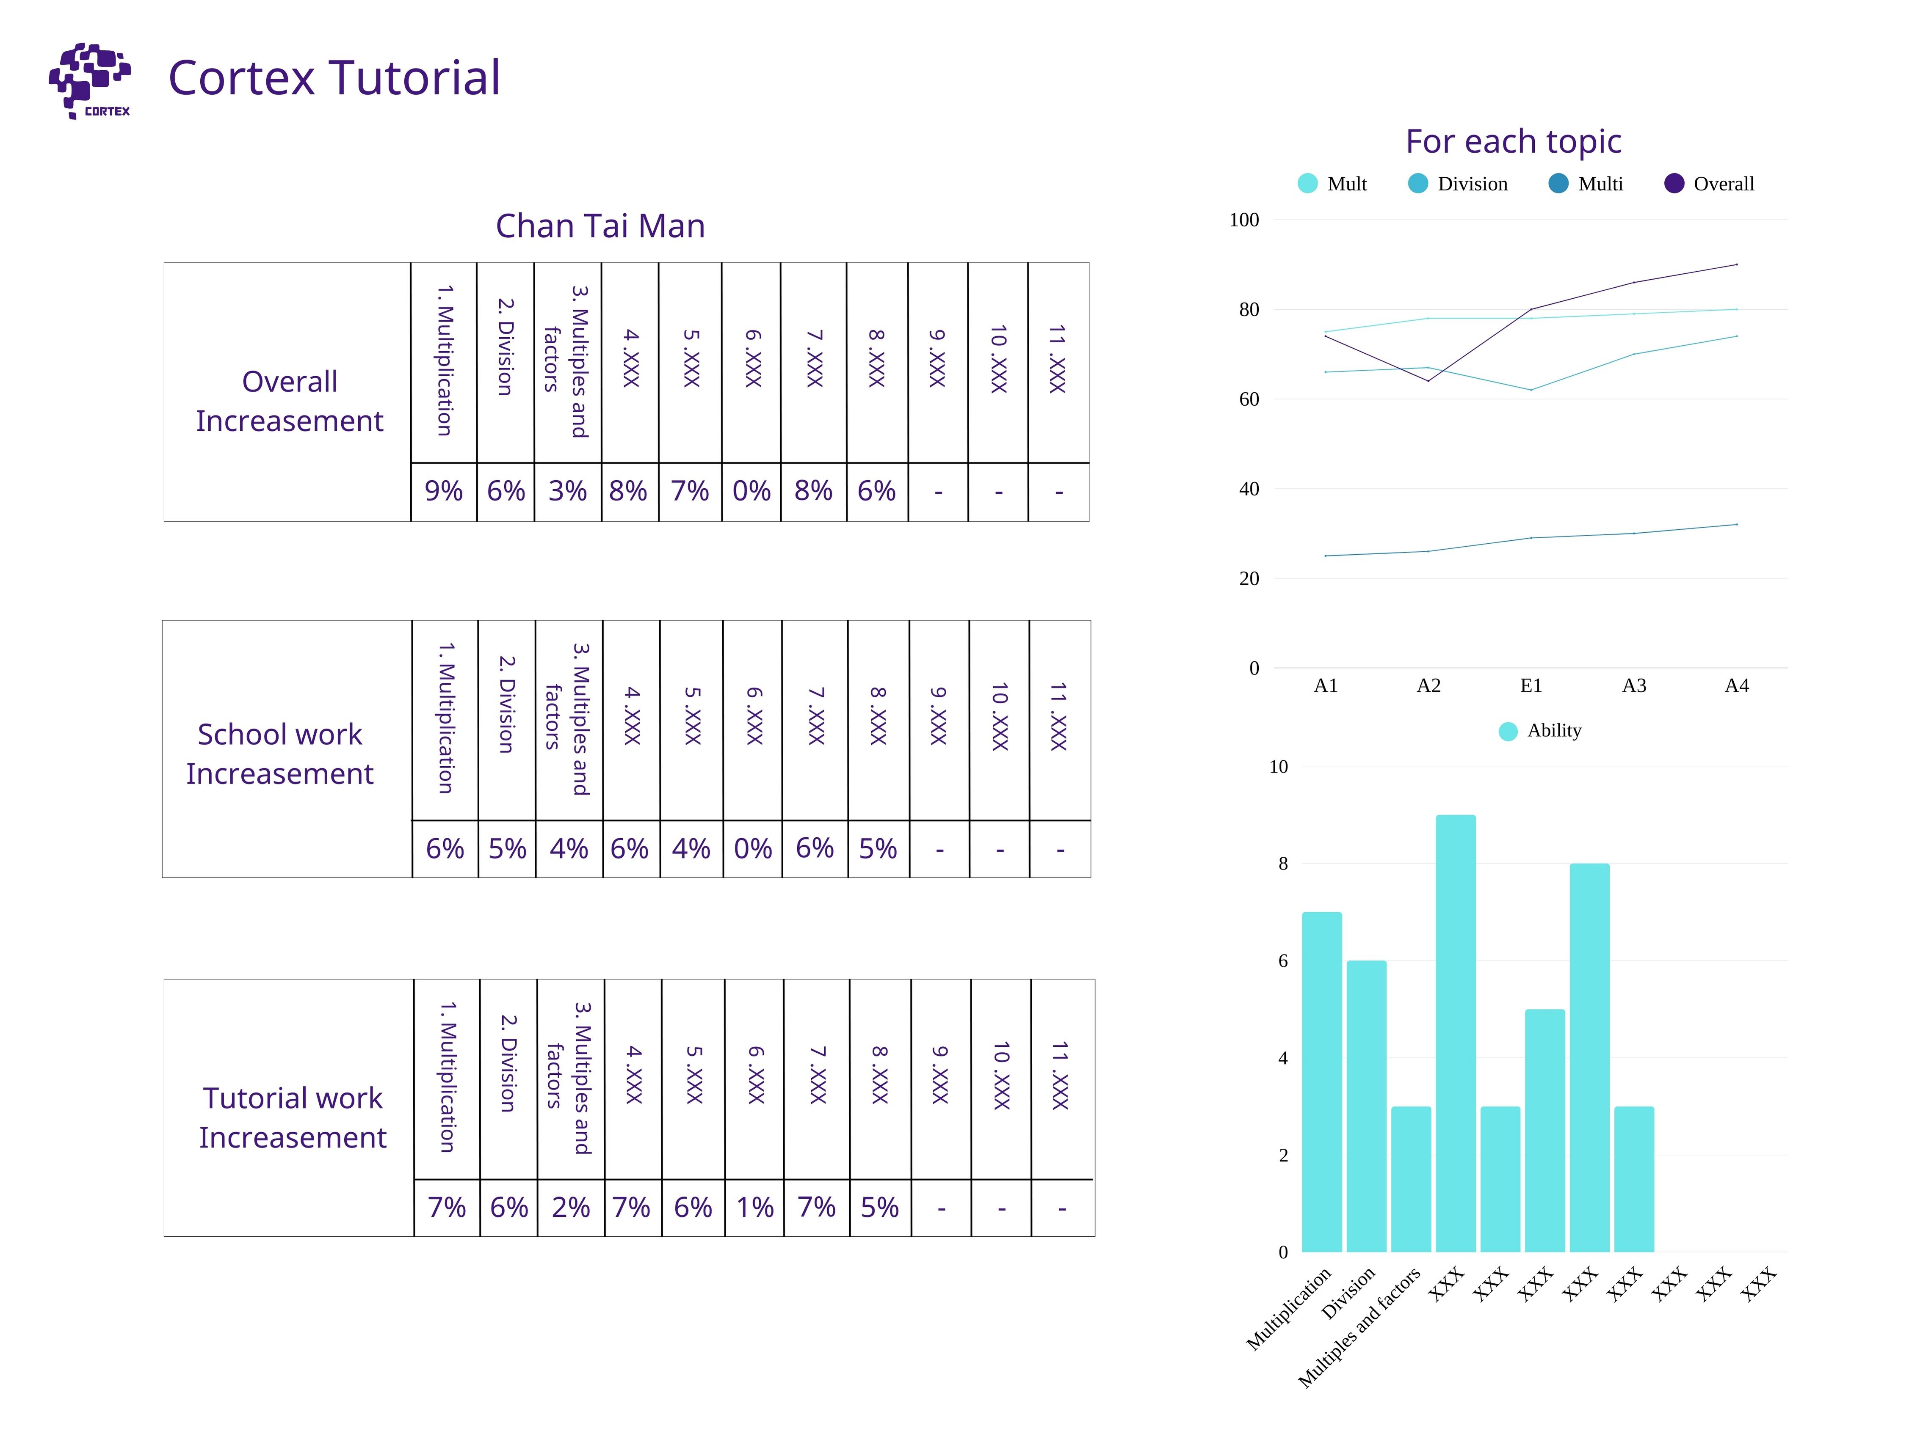 CORTEX
Cortex Tutorial
Chan Tai Man
Overall
Increasement
1. Multiplication
2. Division
3. Multiples and
factors
4 .XXX
5 .XXX
6 .XXX
7 .XXX
8 .XXX
9 .XXX
10 .XXX
11 .XXX
9% 6% 3% 8% 7% 0% 8% 6% - - -
School work
Increasement
1. Multiplication
2. Division
3. Multiples and
factors
4 .XXX
5 .XXX
6 .XXX
7 .XXX
8 .XXX
9 .XXX
10 .XXX
11 .XXX
6% 5% 4% 6% 4% 0% 6% 5% - - -
Tutorial work
Increasement
1. Multiplication
2. Division
3. Multiples and
factors
4 .XXX
5 .XXX
6 .XXX
7 .XXX
8 .XXX
9 .XXX
10 .XXX
11 .XXX
7% 6% 2% 7% 6% 1% 7% 5% - - -
For each topic
Mult Division Multi Overall
100
80
60
40
20
0
A1 A2 E1 A3 A4
Ability
10
8
6
4
2
0
Multiplication
Division
Multiples and factors
XXX
XXX
XXX
XXX
XXX
XXX
XXX
XXX